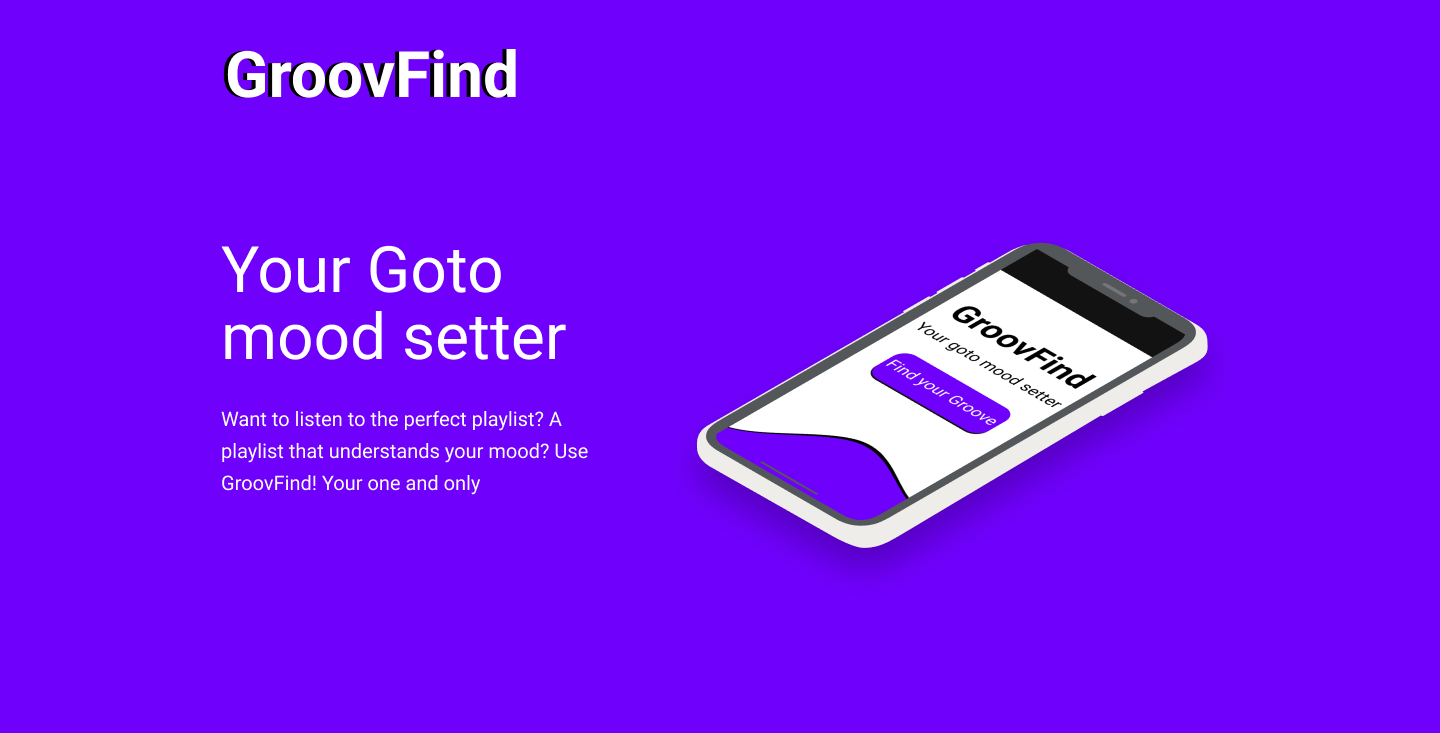 GroovFind
Your Goto
mood setter
Want to listen to the perfect playlist? A
playlist that understands your mood? Use
GroovFind! Your one and only
GroovFind
Your goto mood setter
Find your Groove